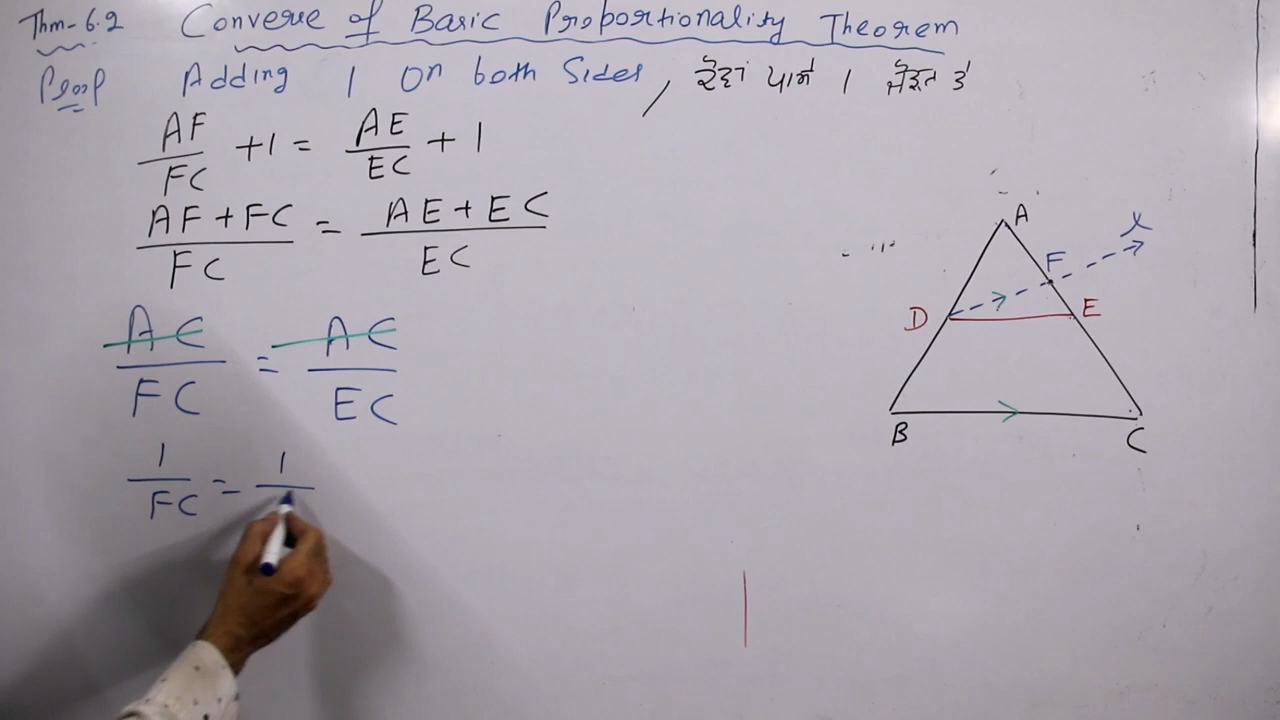 Thm-6.2 Converse of Basic Proportionality Theorem
Proof Adding 1 on both Sides, ਦੋਹਾਂ ਪਾਸੇ 1 ਜੋੜਨ ਤੇ
AF/FC +1 = AE/EC + 1
AF+FC/FC = AE+EC/EC
AC/FC = AC/EC
1/FC = 1/
A
F
D
E
B
C